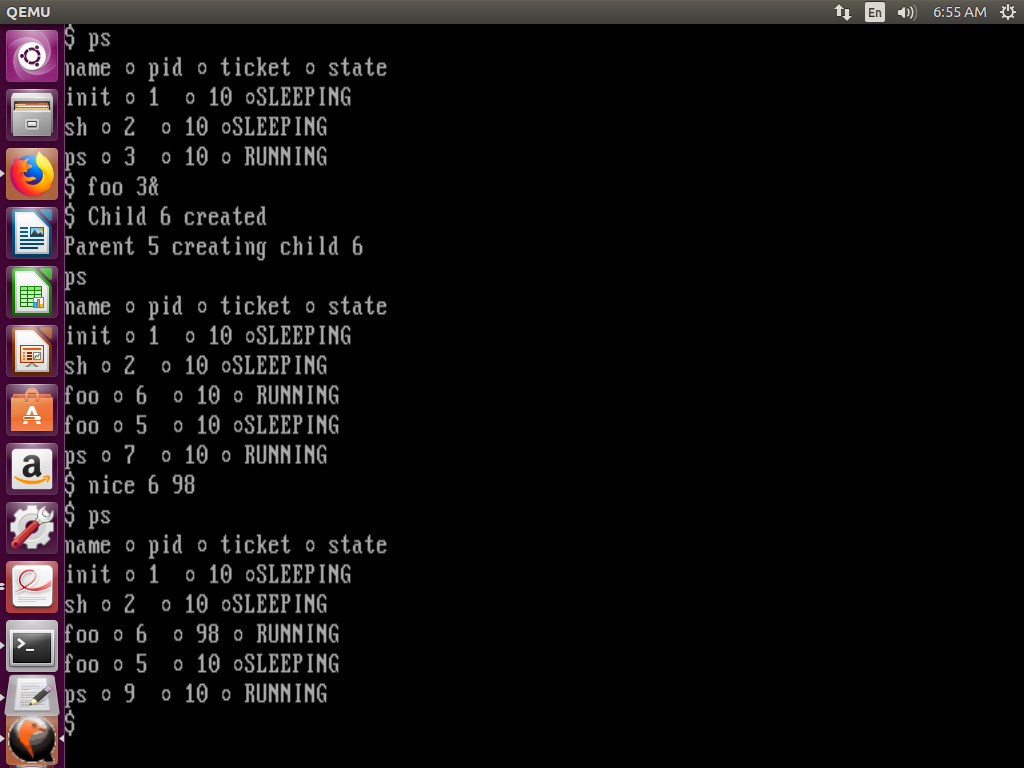 QEMU
En
6:55 AM
$ ps
name ○ pid ○ ticket ○ state
init ○ 1 ○ 10 ○SLEEPING
sh ○ 2 ○ 10 ○SLEEPING
ps ○ 3 ○ 10 ○ RUNNING
$ foo 3&
$ Child 6 created
Parent 5 creating child 6
ps
name ○ pid ○ ticket ○ state
init ○ 1 ○ 10 ○SLEEPING
sh ○ 2 ○ 10 ○SLEEPING
foo ○ 6 ○ 10 ○ RUNNING
foo ○ 5 ○ 10 ○SLEEPING
ps ○ 7 ○ 10 ○ RUNNING
$ nice 6 98
$ ps
name ○ pid ○ ticket ○ state
init ○ 1 ○ 10 ○SLEEPING
sh ○ 2 ○ 10 ○SLEEPING
foo ○ 6 ○ 98 ○ RUNNING
foo ○ 5 ○ 10 ○SLEEPING
ps ○ 9 ○ 10 ○ RUNNING
$